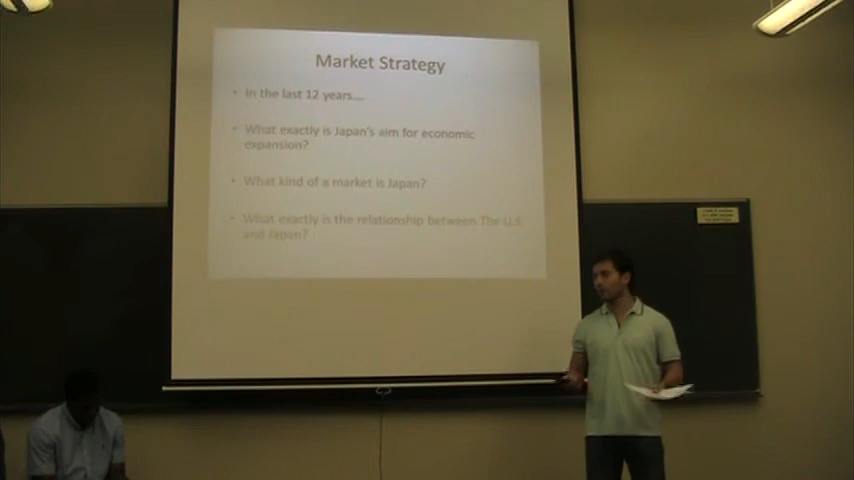 Market Strategy
• In the last 12 years....
• What exactly is Japan's aim for economic
expansion?
• What kind of a market is Japan?
• What exactly is the relationship between The U.S
and Japan?